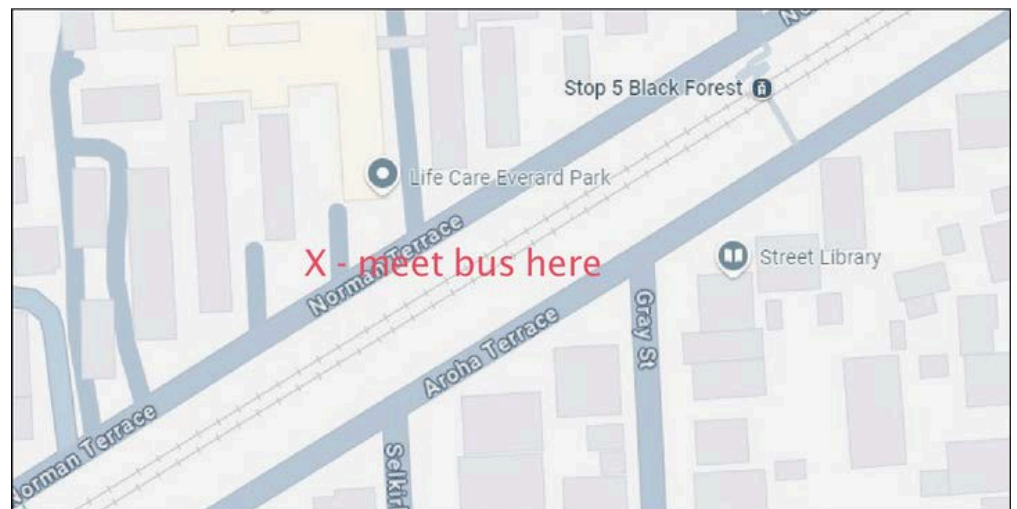 Stop 5 Black Forest
Life Care Everard Park
Norman Terrace
X - meet bus here
Street Library
Gray St
Aroha Terrace
Norman Terrace